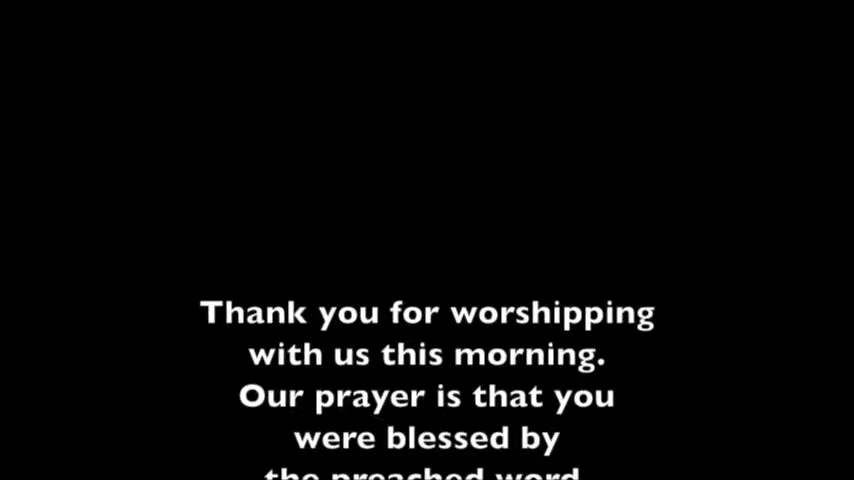 Thank you for worshipping
with us this morning.
Our prayer is that you
were blessed by
the preached word